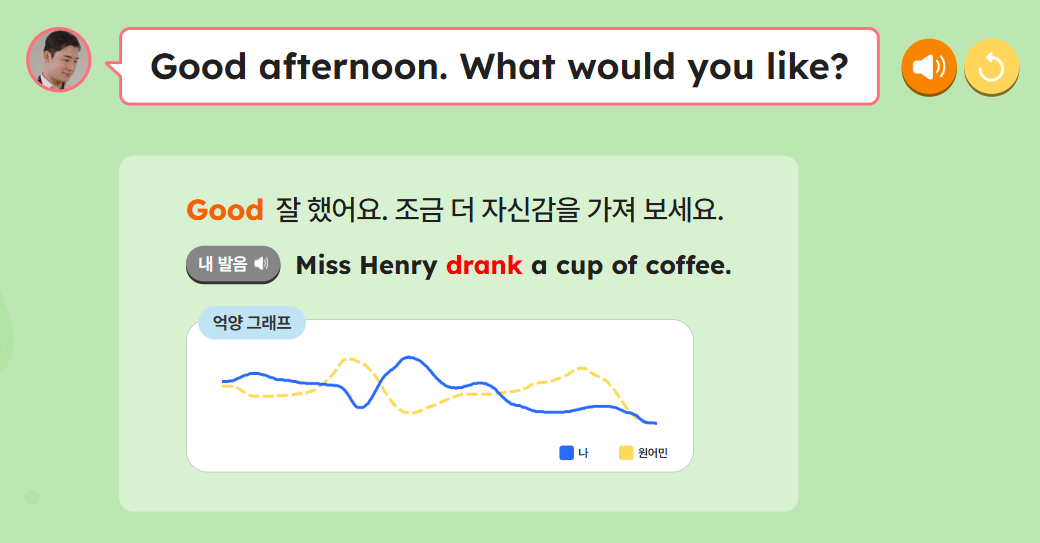 Good afternoon. What would you like?
Good 잘 했어요. 조금 더 자신감을 가져 보세요.
내 발음 Miss Henry drank a cup of coffee.
억양 그래프
나 원어민